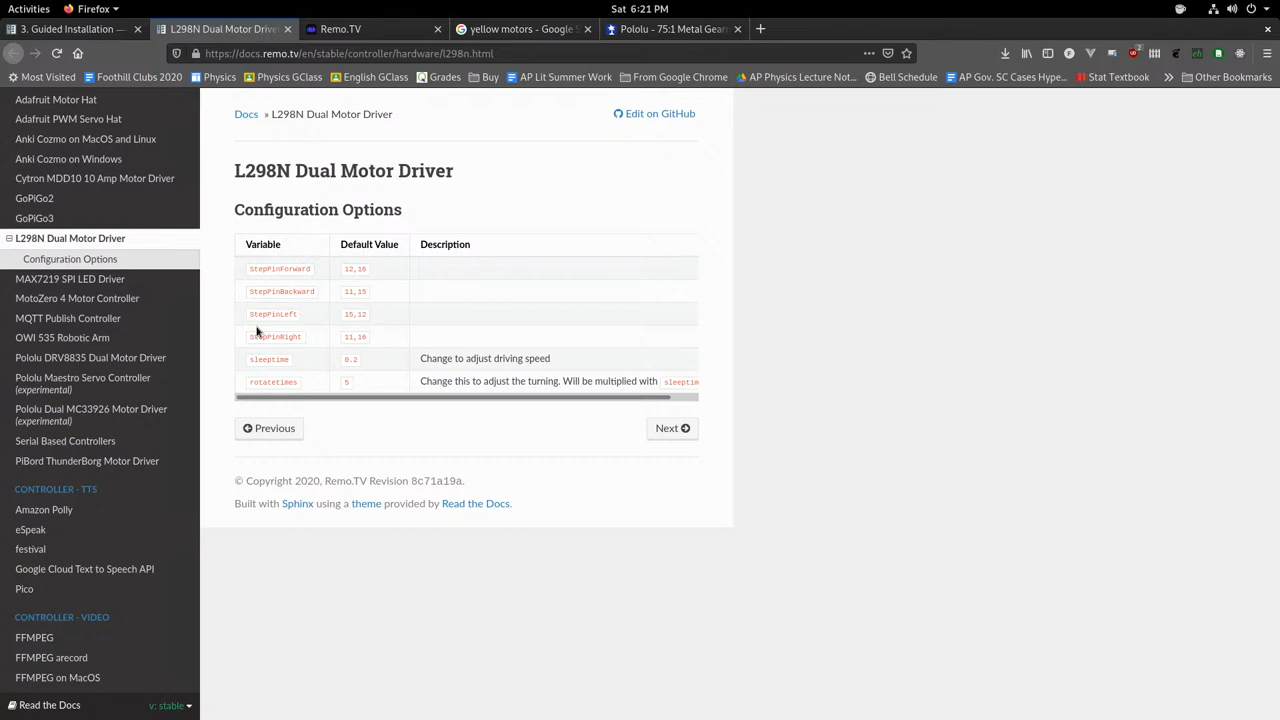 Activities Firefox Sat 6:21 PM
3. Guided Installation —
L298N Dual Motor Drive
Remo.TV
yellow motors - Google S
Pololu - 75:1 Metal Gear
https://docs.remo.tv/en/stable/controller/hardware/l298n.html
2
eh
Most Visited Foothill Clubs 2020 Physics Physics GClass English GClass Grades Buy AP Lit Summer Work From Google Chrome AP Physics Lecture Not... Bell Schedule AP Gov. SC Cases Hype... Stat Textbook Other Bookmarks
Adafruit Motor Hat
Adafruit PWM Servo Hat
Anki Cozmo on MacOS and Linux
Anki Cozmo on Windows
Cytron MDD10 10 Amp Motor Driver
GoPiGo2
GoPiGo3
L298N Dual Motor Driver
Configuration Options
MAX7219 SPI LED Driver
MotoZero 4 Motor Controller
MQTT Publish Controller
OWI 535 Robotic Arm
Pololu DRV8835 Dual Motor Driver
Pololu Maestro Servo Controller
(experimental)
Pololu Dual MC33926 Motor Driver
(experimental)
Serial Based Controllers
PiBord ThunderBorg Motor Driver
CONTROLLER - TTS
Amazon Polly
eSpeak
festival
Google Cloud Text to Speech API
Pico
CONTROLLER - VIDEO
FFMPEG
FFMPEG arecord
FFMPEG on MacOS
Read the Docs v: stable
Docs » L298N Dual Motor Driver Edit on GitHub
L298N Dual Motor Driver
Configuration Options
Variable Default Value Description
StepPinForward 12,16
StepPinBackward 11,15
StepPinLeft 15,12
StepPinRight 11,16
sleeptime 0.2 Change to adjust driving speed
rotatetimes 5 Change this to adjust the turning. Will be multiplied with sleeptim
Previous Next
© Copyright 2020, Remo.TV Revision 8c71a19a.
Built with Sphinx using a theme provided by Read the Docs.